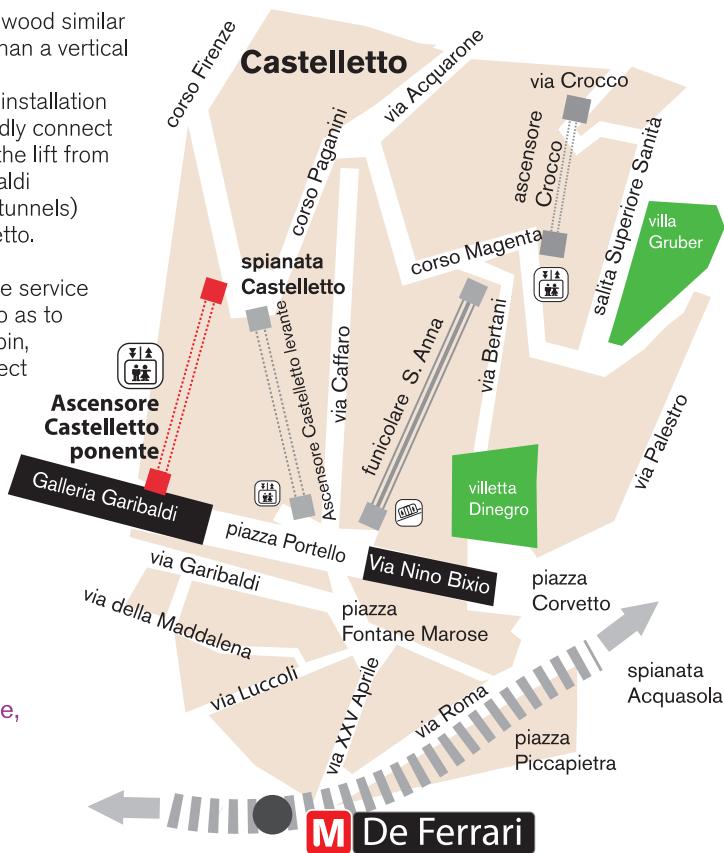 wood similar
han a vertical
installation
dly connect
the lift from
aldi
tunnels)
etto.
e service
o as to
pin,
ect
e,
Castelletto
corso Firenze
via Acquarone
via Crocco
ascensore
Crocco
corso Paganini
salita Superiore Sanità
villa
Gruber
corso Magenta
spianata
Castelletto
Ascensore Castelletto levante
via Caffaro
funicolare S. Anna
via Bertani
via Palestro
Ascensore
Castelletto
ponente
Galleria Garibaldi
villetta
Dinegro
piazza Portello
Via Nino Bixio
via Garibaldi
piazza
Corvetto
via della Maddalena
piazza
Fontane Marose
via Luccoli
via XXV Aprile
via Roma
spianata
Acquasola
piazza
Piccapietra
M De Ferrari